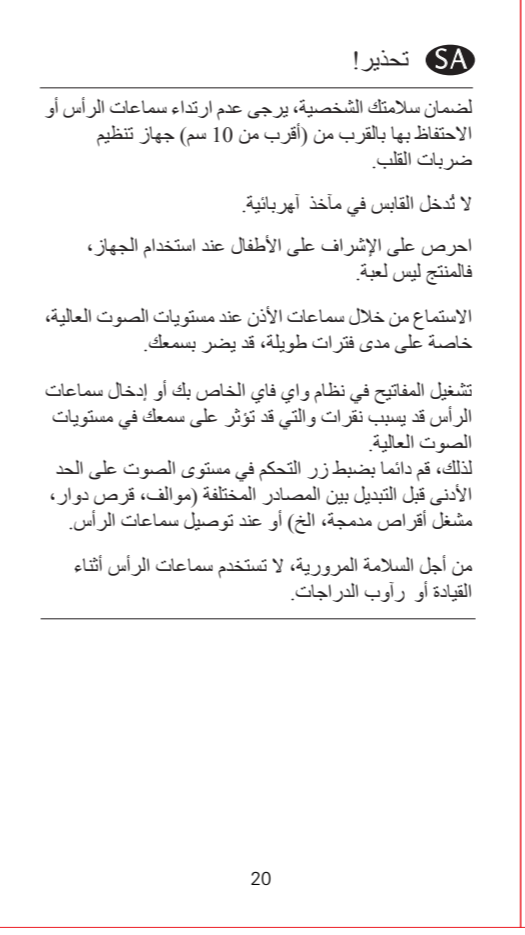 SA تحذير!
لضمان سلامتك الشخصية، يرجى عدم ارتداء سماعات الرأس أو
الاحتفاظ بها بالقرب من (أقرب من 10 سم) جهاز تنظيم
ضربات القلب.
لا تُدخل القابس في مآخذ آهربائية.
احرص على الإشراف على الأطفال عند استخدام الجهاز،
فالمنتج ليس لعبة.
الاستماع من خلال سماعات الأذن عند مستويات الصوت العالية،
خاصة على مدى فترات طويلة، قد يضر بسمعك.
تشغيل المفاتيح في نظام واي فاي الخاص بك أو إدخال سماعات
الرأس قد يسبب نقرات والتي قد تؤثر على سمعك في مستويات
الصوت العالية.
لذلك، قم دائما بضبط زر التحكم في مستوى الصوت على الحد
الأدنى قبل التبديل بين المصادر المختلفة (موالف، قرص دوار،
مشغل أقراص مدمجة، الخ) أو عند توصيل سماعات الرأس.
من أجل السلامة المرورية، لا تستخدم سماعات الرأس أثناء
القيادة أو رآوب الدراجات.
20